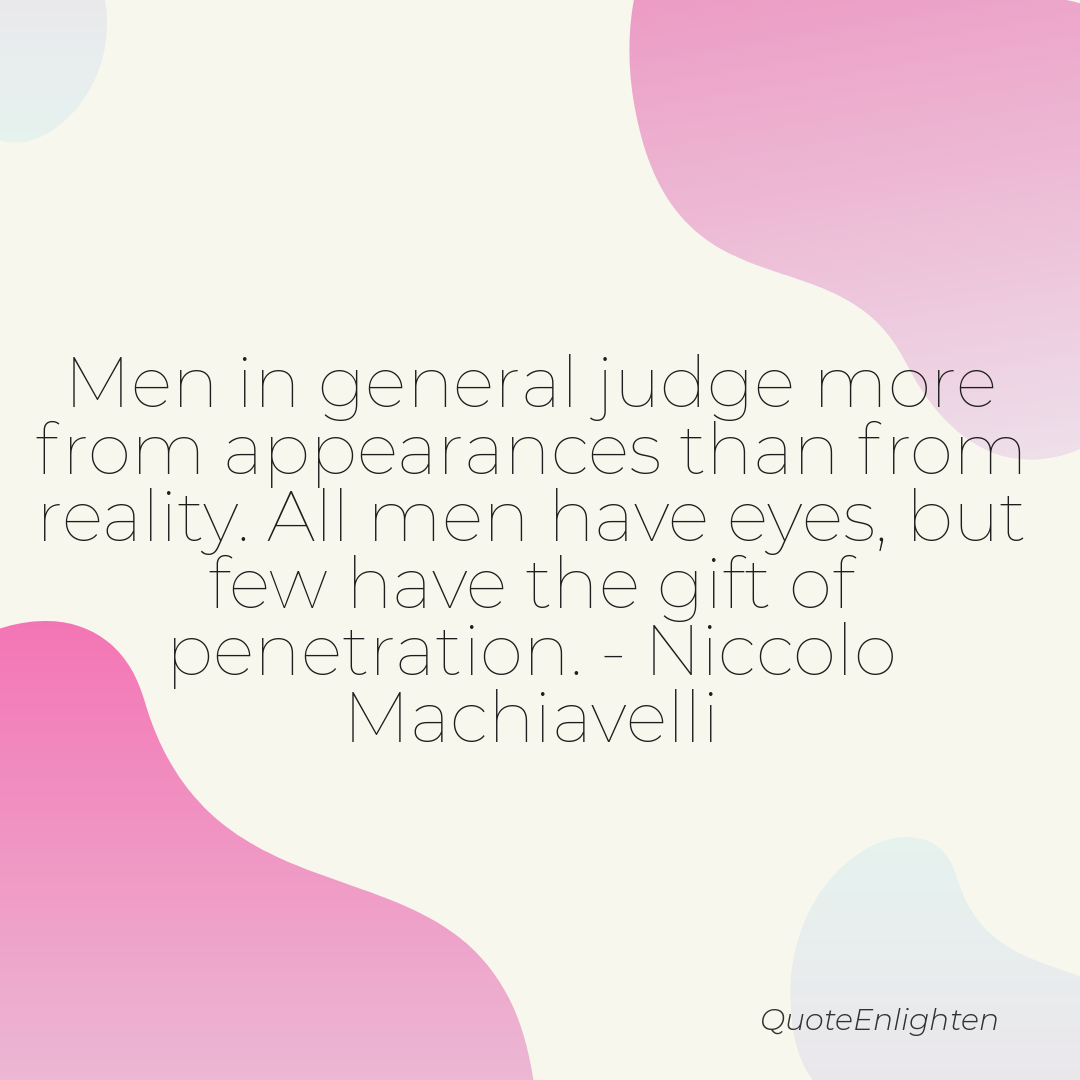 Men in general judge more
from appearances than from
reality. All men have eyes, but
few have the gift of
penetration. - Niccolo
Machiavelli
QuoteEnlighten